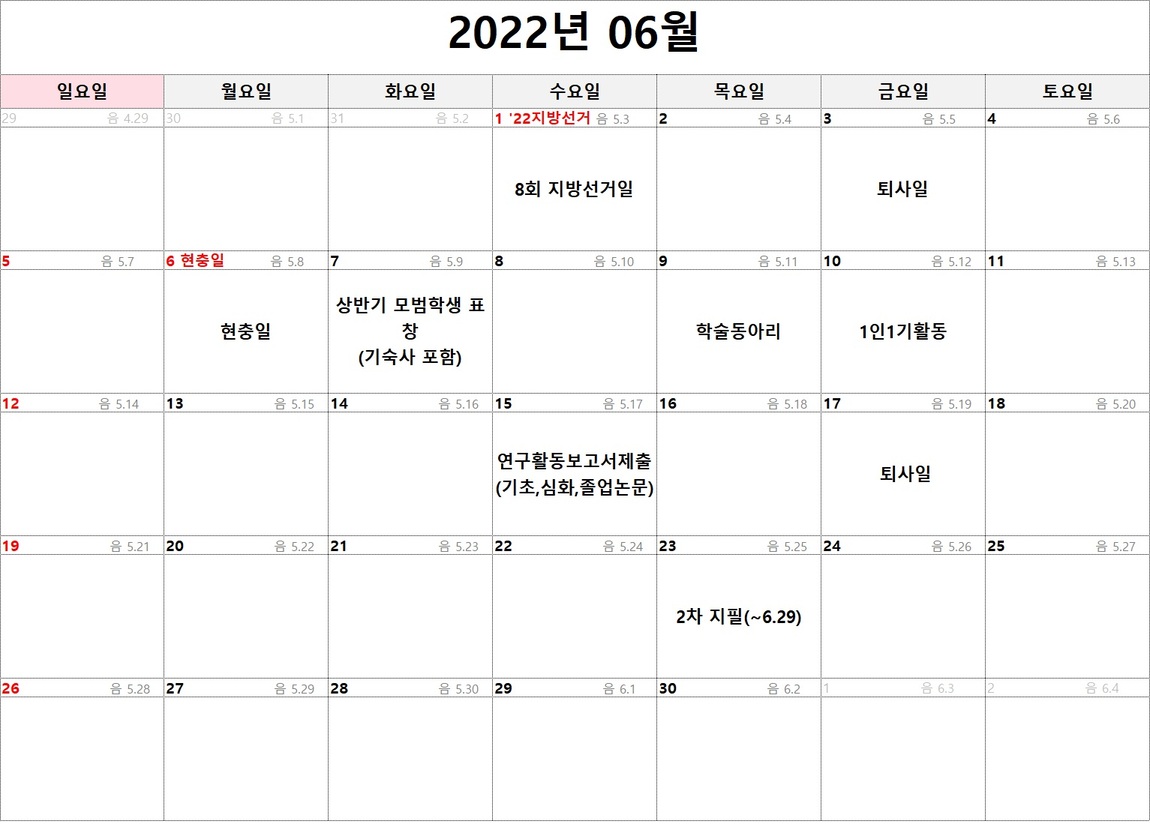 2022년 06월
일요일 월요일 화요일 수요일 목요일 금요일 토요일
29 음 4.29 30 음 5.1 31 음 5.2 1 '22지방선거 음 5.3 2 음 5.4 3 음 5.5 4 음 5.6
8회 지방선거일 퇴사일
5 음 5.7 6 현충일 음 5.8 7 음 5.9 8 음 5.10 9 음 5.11 10 음 5.12 11 음 5.13
상반기 모범학생 표
현충일 창 학술동아리 1인1기활동
(기숙사 포함)
12 음 5.14 13 음 5.15 14 음 5.16 15 음 5.17 16 음 5.18 17 음 5.19 18 음 5.20
연구활동보고서제출
퇴사일
(기초,심화,졸업논문)
19 음 5.21 20 음 5.22 21 음 5.23 22 음 5.24 23 음 5.25 24 음 5.26 25 음 5.27
2차 지필(~6.29)
26 음 5.28 27 음 5.29 28 음 5.30 29 음 6.1 30 음 6.2 1 음 6.3 2 음 6.4